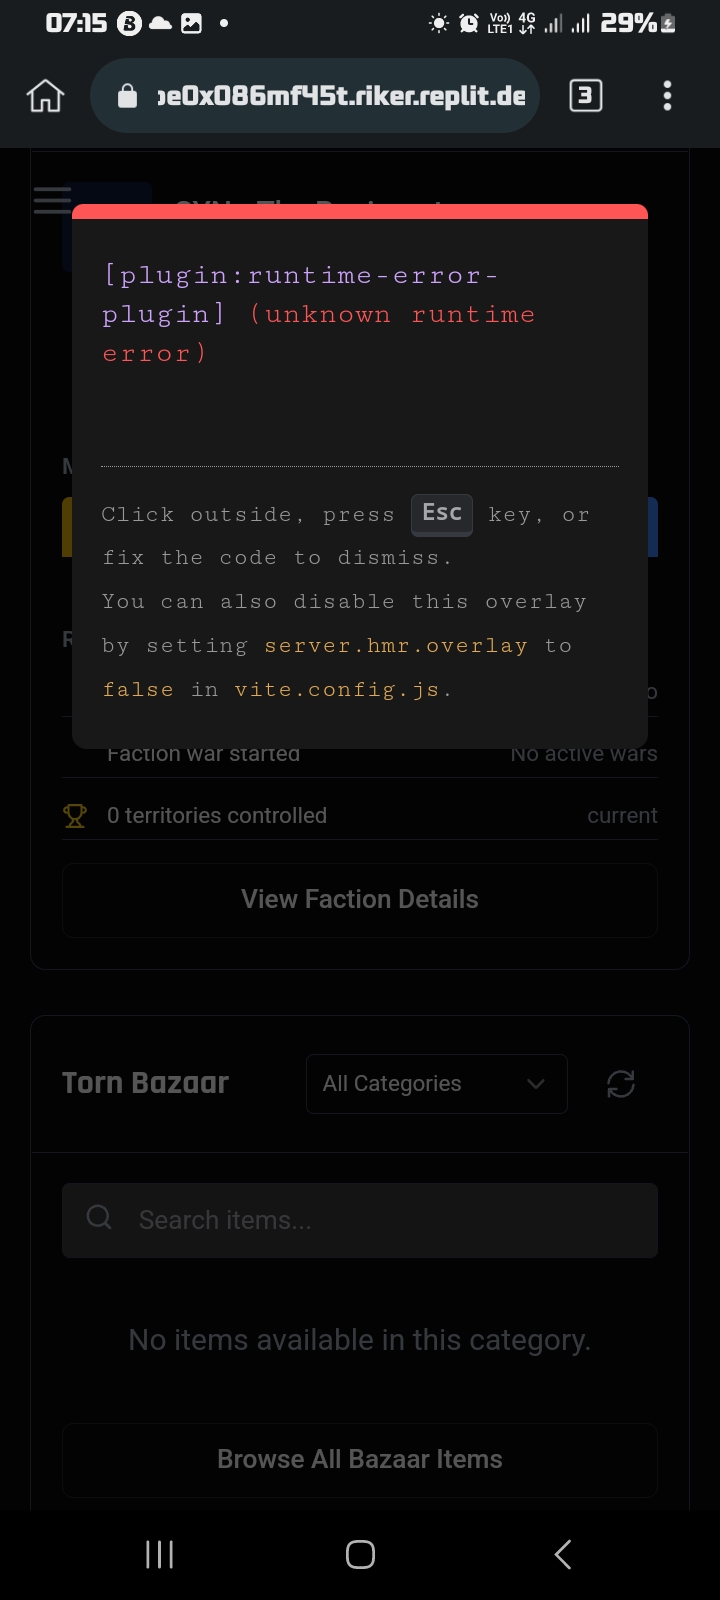 07:15 B Vo) 4G LTE1 29%
pe0x086mf45t.riker.replit.de 3
[plugin:runtime-error-
plugin] (unknown runtime
error)
Click outside, press Esc key, or
fix the code to dismiss.
You can also disable this overlay
by setting server.hmr.overlay to
false in vite.config.js.
Faction war started No active wars
0 territories controlled current
View Faction Details
Torn Bazaar All Categories
Search items...
No items available in this category.
Browse All Bazaar Items